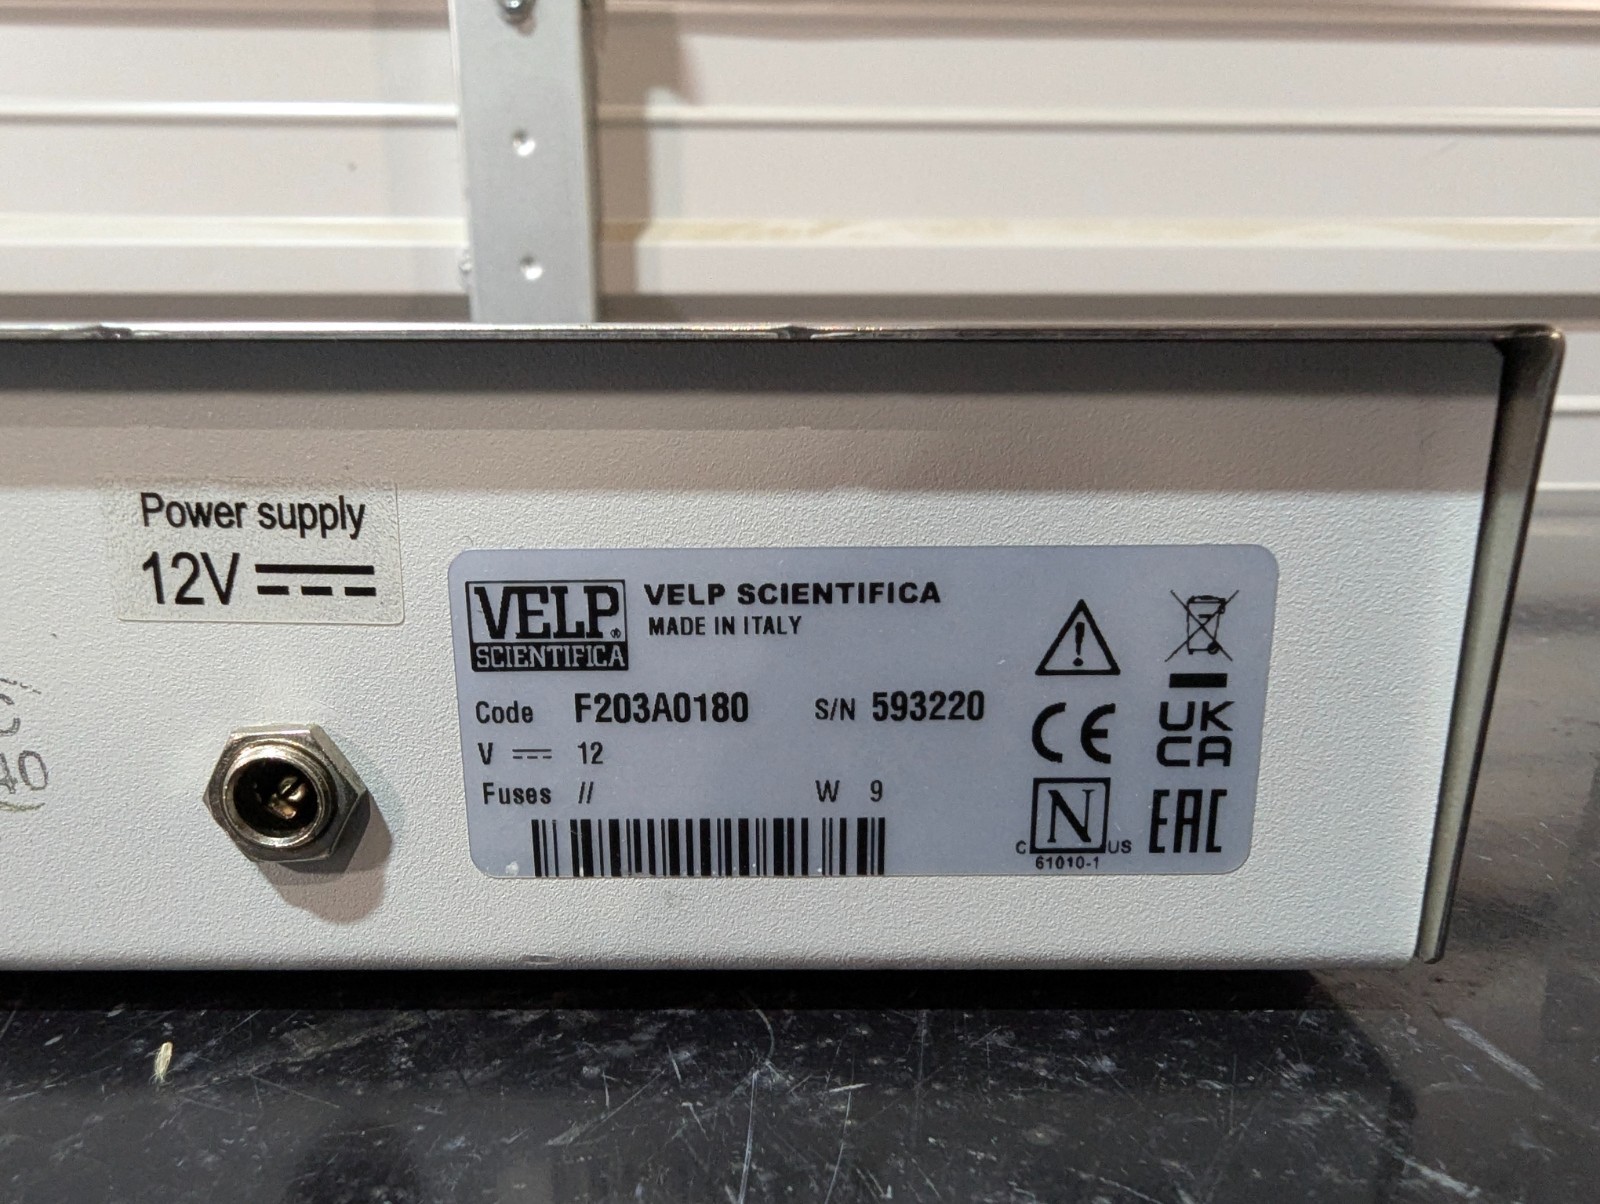 Power supply
12V
VELP®
SCIENTIFICA
VELP SCIENTIFICA
MADE IN ITALY
Code F203A0180 S/N 593220
V 12
Fuses // W 9
CE
UK
CA
N
C US
61010-1
EAC
40